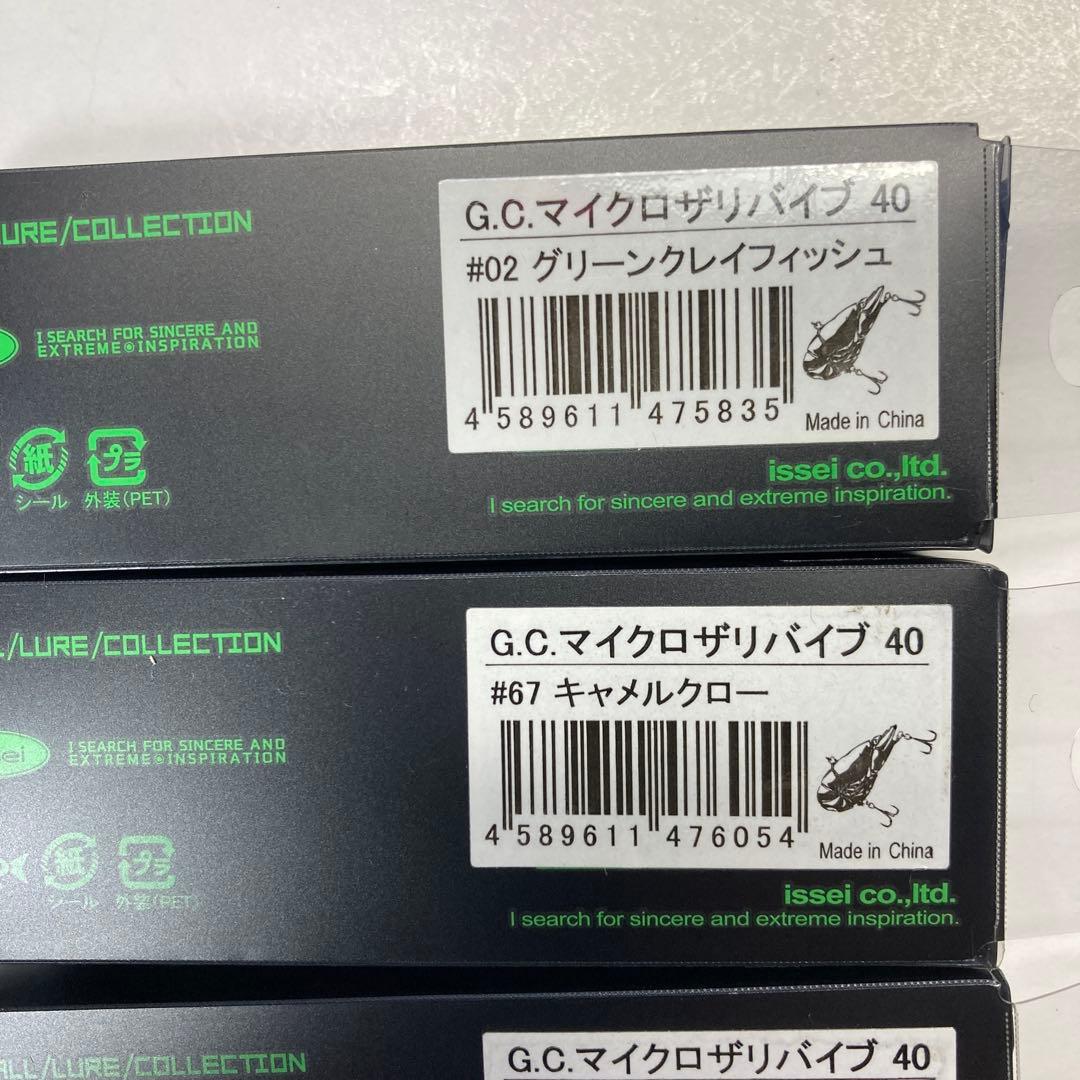 URE/COLLECTION
I SEARCH FOR SINCERE AND
EXTREME INSPIRATION
紙
プラ
シール
外装(PET)
G.C.マイクロザリバイブ 40
#02 グリーンクレイフィッシュ
4 589611 475835
Made in China
issei co.,ltd.
I search for sincere and extreme inspiration.
L/LURE/COLLECTION
sei
I SEARCH FOR SINCERE AND
EXTREME INSPIRATION
紙
プラ
シール
外装(PET)
G.C.マイクロザリバイブ 40
#67 キャメルクロー
4 589611 476054
Made in China
issei co.,ltd.
I search for sincere and extreme inspiration.
ALL/LURE/COLLECTION
G.C.マイクロザリバイブ 40